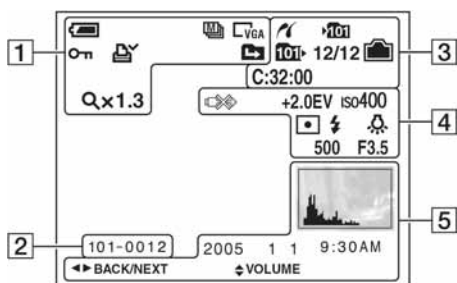 1
VGA
101
3
101 12/12
C:32:00
×1.3
+2.0EV ISO400
4
500 F3.5
5
2
101-0012
2005 1 1 9:30AM
BACK/NEXT
VOLUME